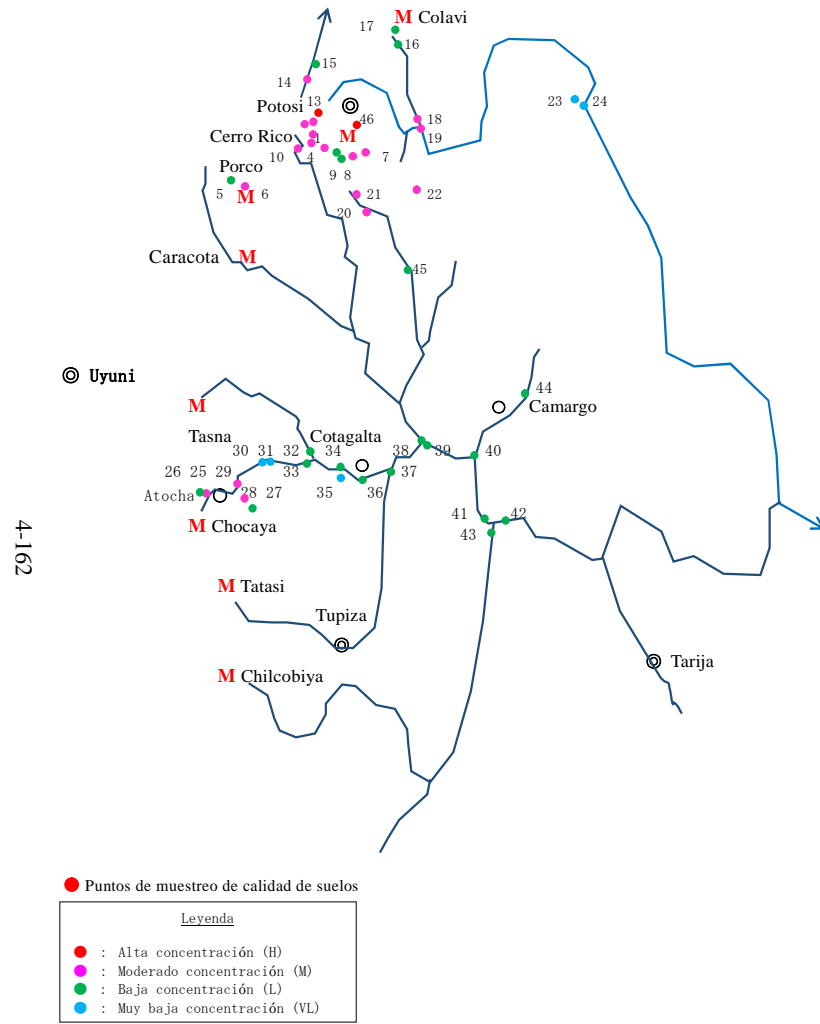 17 M Colavi
16
15
14
23 24
13
Potosi
46
18
M
19
Cerro Rico 1
10 4 7
9 8
Porco
5 M 6
21 22
20
Caracota M
45
Uyuni
44
M
Camargo
Tasna Cotagalta
30 31 32 34 38 39 40
26 25 29 33 37
28 27 35 36
Atocha
M Chocaya
41 42
43
4-162
M Tatasi
Tupiza
Tarija
M Chilcobiya
Puntos de muestreo de calidad de suelos
Leyenda
: Alta concentración (H)
: Moderado concentración (M)
: Baja concentración (L)
: Muy baja concentración (VL)